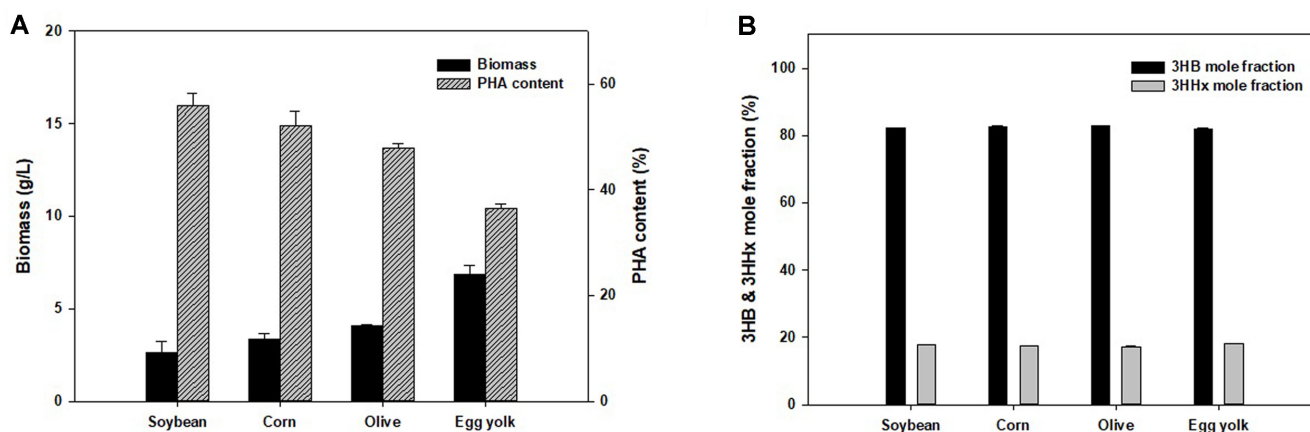 A
Biomass (g/L)
20
15
10
5
0
Biomass
PHA content
60
40
20
0
PHA content (%)
Soybean
Corn
Olive
Egg yolk
B
3HB & 3HHx mole fraction (%)
100
80
60
40
20
0
3HB mole fraction
3HHx mole fraction
Soybean
Corn
Olive
Egg yolk